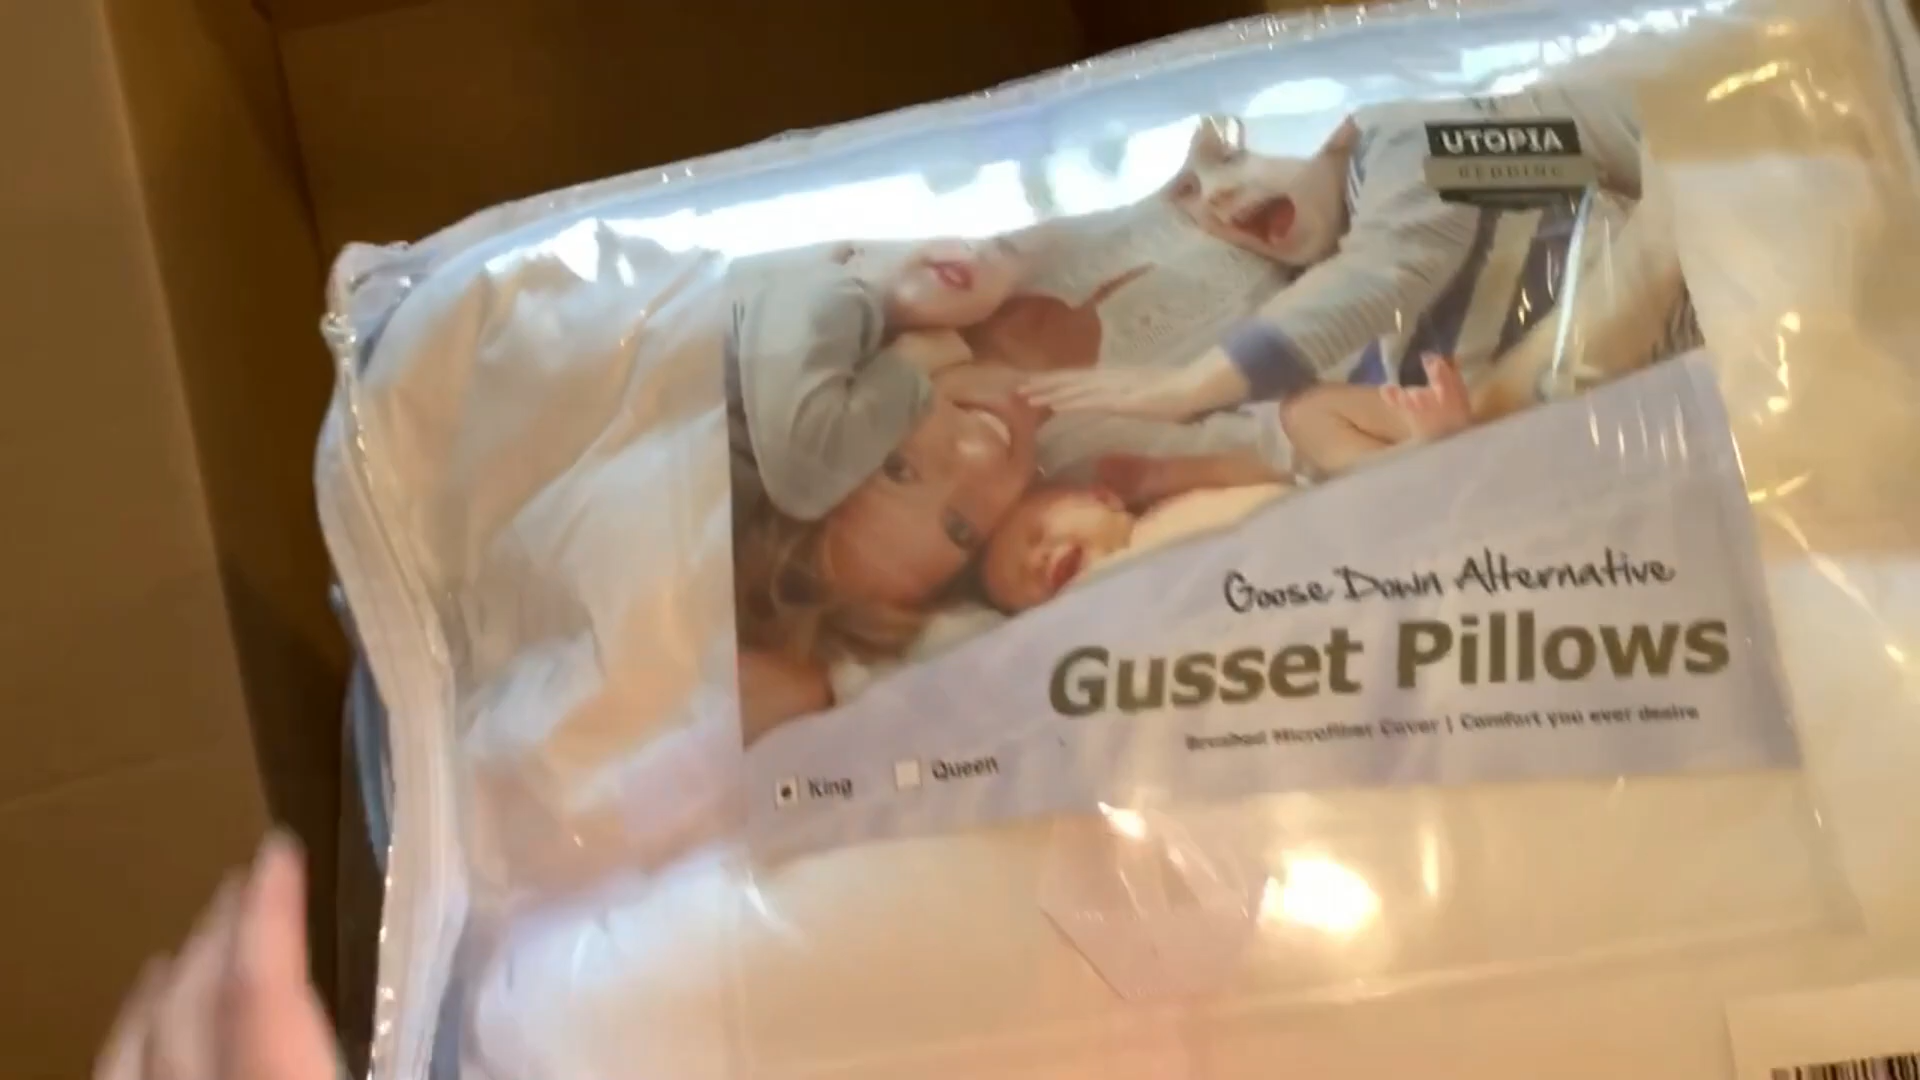 UTOPIA
BEDDING
Goose Down Alternative
Gusset Pillows
Brushed Microfiber Cover | Comfort you ever desire
King
Queen